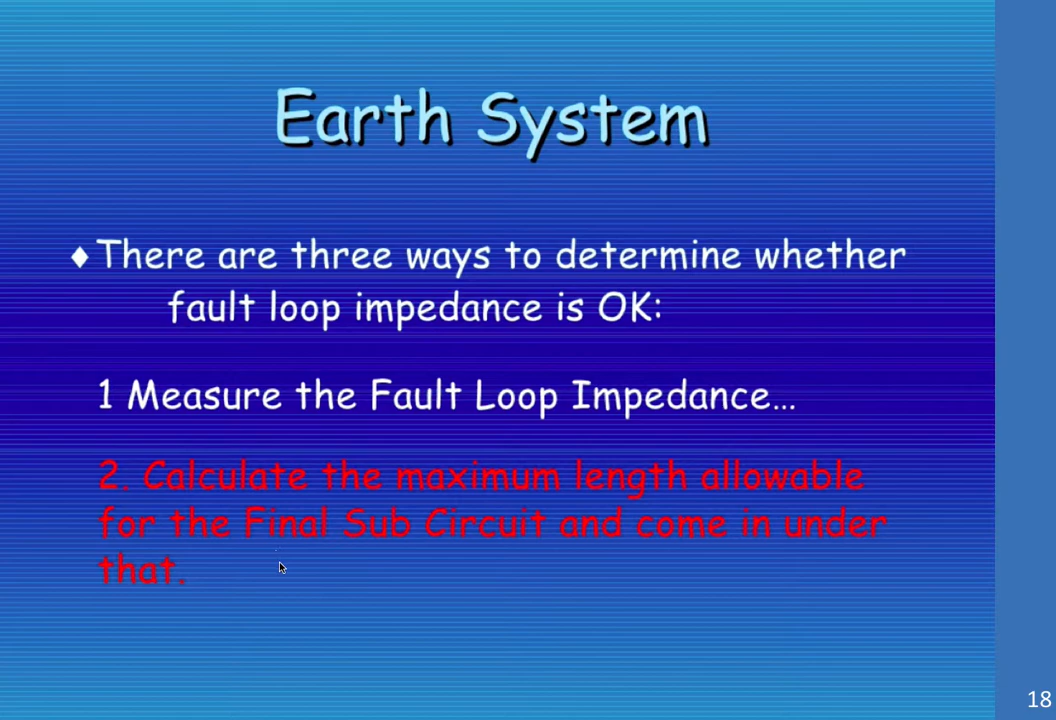 Earth System
♦There are three ways to determine whether
fault loop impedance is OK:
1 Measure the Fault Loop Impedance…
2. Calculate the maximum length allowable
for the Final Sub Circuit and come in under
that.
18